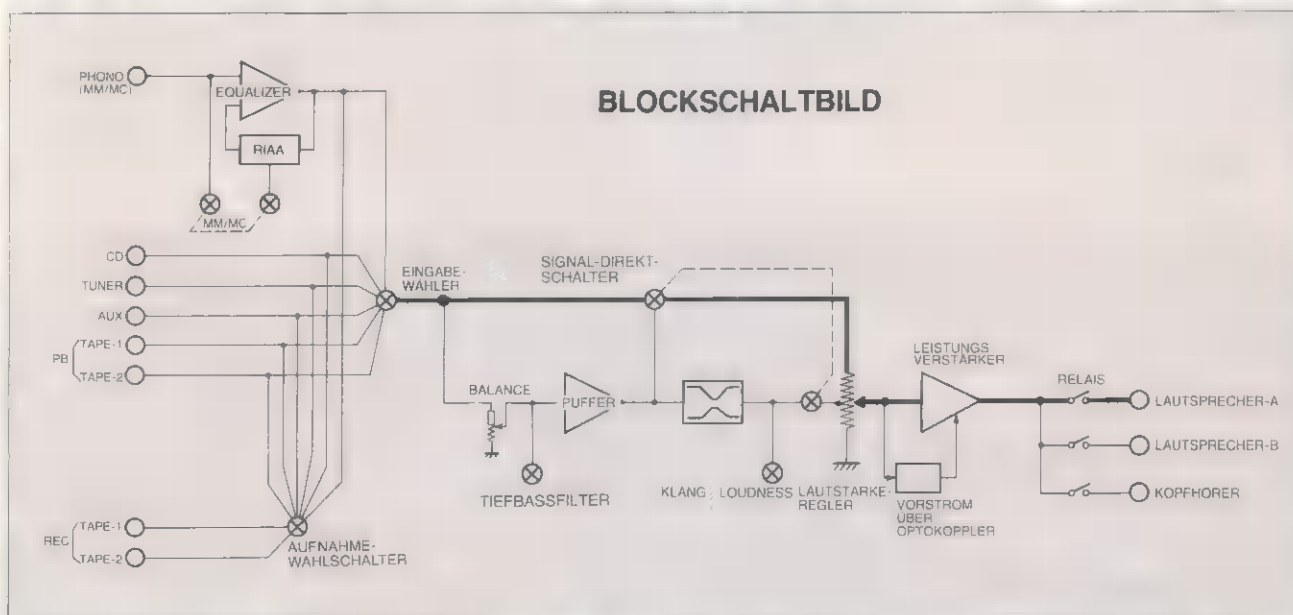 BLOCKSCHALTBILD
PHONO
(MM/MC)
EQUALIZER
RIAA
MM/MC
CD
TUNER
AUX
PB
TAPE-1
TAPE-2
EINGABE-
WAHLER
SIGNAL-DIREKT-
SCHALTER
BALANCE
PUFFER
TIEFBASSFILTER
KLANG
LOUDNESS
LAUTSTARKE-
REGLER
LEISTUNGS
VERSTÄRKER
VORSTROM
ÜBER
OPTOKOPPLER
RELAIS
LAUTSPRECHER-A
LAUTSPRECHER-B
KOPFHORER
REC
TAPE-1
TAPE-2
AUFNAHME-
WAHLSCHALTER